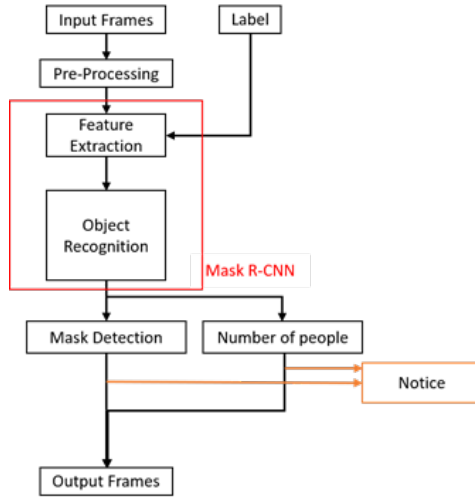 Input Frames
Label
Pre-Processing
Feature
Extraction
Object
Recognition
Mask R-CNN
Mask Detection
Number of people
Notice
Output Frames